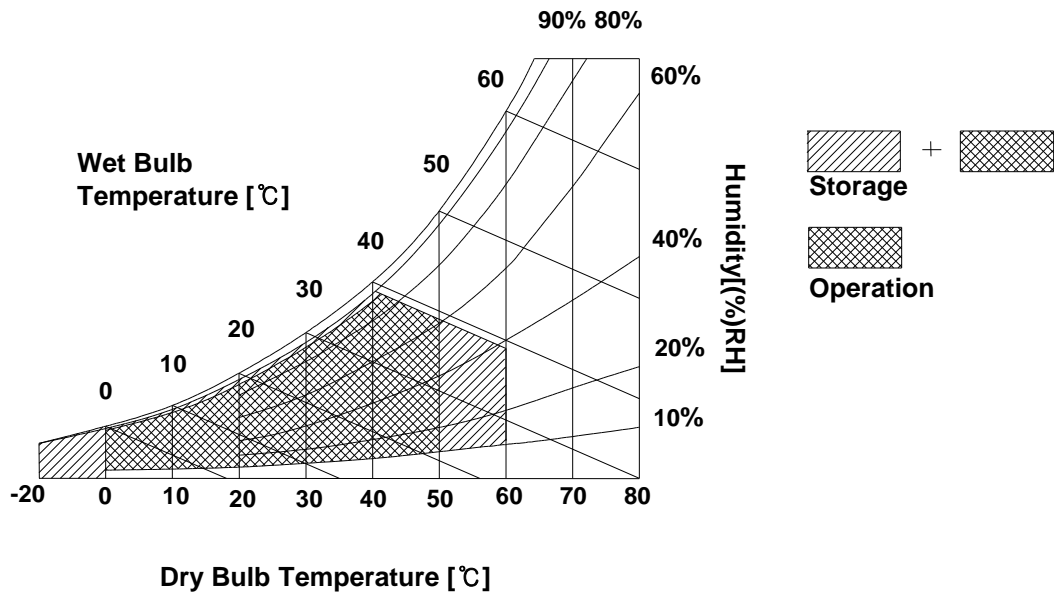 90% 80%
60
60%
50
Wet Bulb
Temperature [℃]
40
40%
30
20
20%
10
0
10%
Humidity[(%)RH]
-20 0 10 20 30 40 50 60 70 80
Dry Bulb Temperature [℃]
+
Storage
Operation